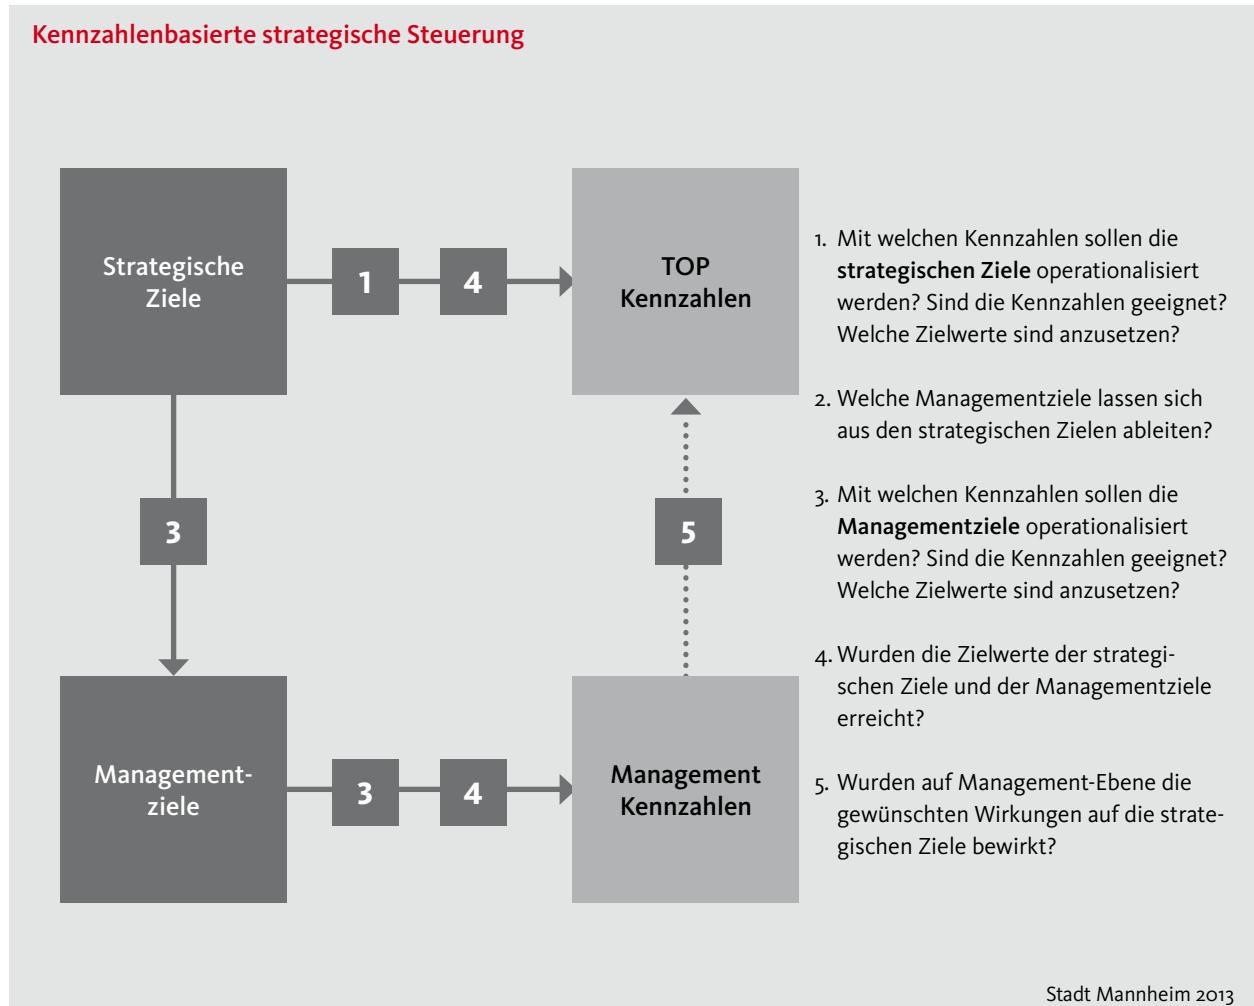 Kennzahlenbasierte strategische Steuerung
Strategische
Ziele
1
4
TOP
Kennzahlen
3
5
Management-
ziele
3
4
Management
Kennzahlen
1. Mit welchen Kennzahlen sollen die
strategischen Ziele operationalisiert
werden? Sind die Kennzahlen geeignet?
Welche Zielwerte sind anzusetzen?
2. Welche Managementziele lassen sich
aus den strategischen Zielen ableiten?
3. Mit welchen Kennzahlen sollen die
Managementziele operationalisiert
werden? Sind die Kennzahlen geeignet?
Welche Zielwerte sind anzusetzen?
4. Wurden die Zielwerte der strategi-
schen Ziele und der Managementziele
erreicht?
5. Wurden auf Management-Ebene die
gewünschten Wirkungen auf die strate-
gischen Ziele bewirkt?
Stadt Mannheim 2013